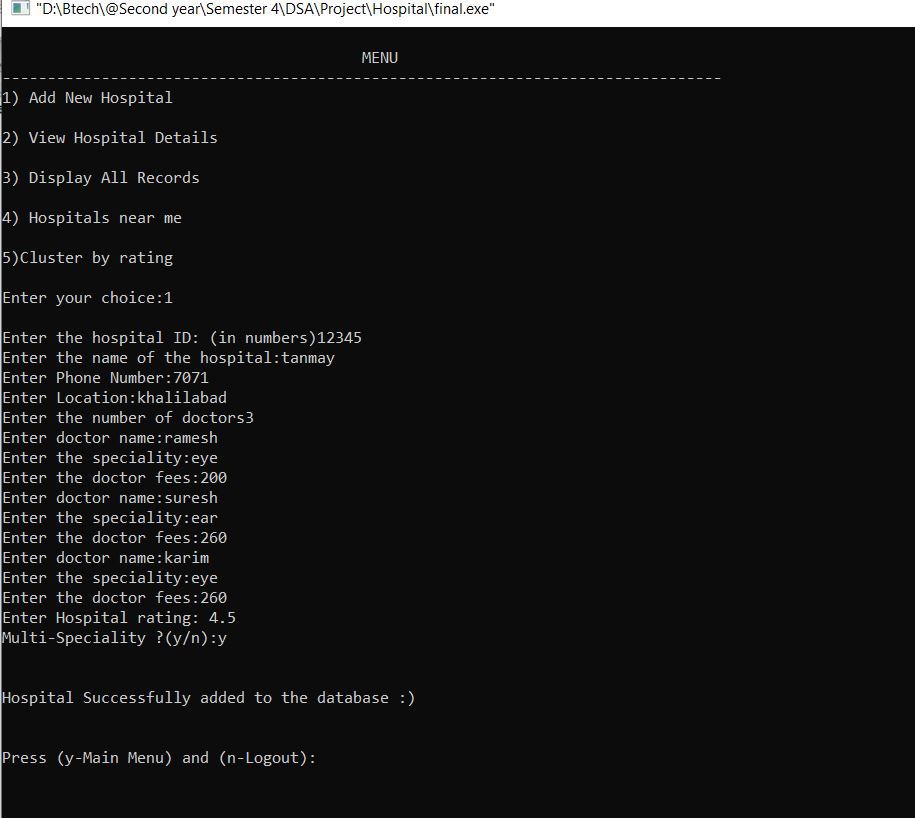 "D:\Btech\@Second year\Semester 4\DSA\Project\Hospital\final.exe"
MENU
--------------------------------------------------------------------------------
1) Add New Hospital
2) View Hospital Details
3) Display All Records
4) Hospitals near me
5)Cluster by rating
Enter your choice:1
Enter the hospital ID: (in numbers)12345
Enter the name of the hospital:tanmay
Enter Phone Number:7071
Enter Location:khalilabad
Enter the number of doctors3
Enter doctor name:ramesh
Enter the speciality:eye
Enter the doctor fees:200
Enter doctor name:suresh
Enter the speciality:ear
Enter the doctor fees:260
Enter doctor name:karim
Enter the speciality:eye
Enter the doctor fees:260
Enter Hospital rating: 4.5
Multi-Speciality ?(y/n):y
Hospital Successfully added to the database :)
Press (y-Main Menu) and (n-Logout):